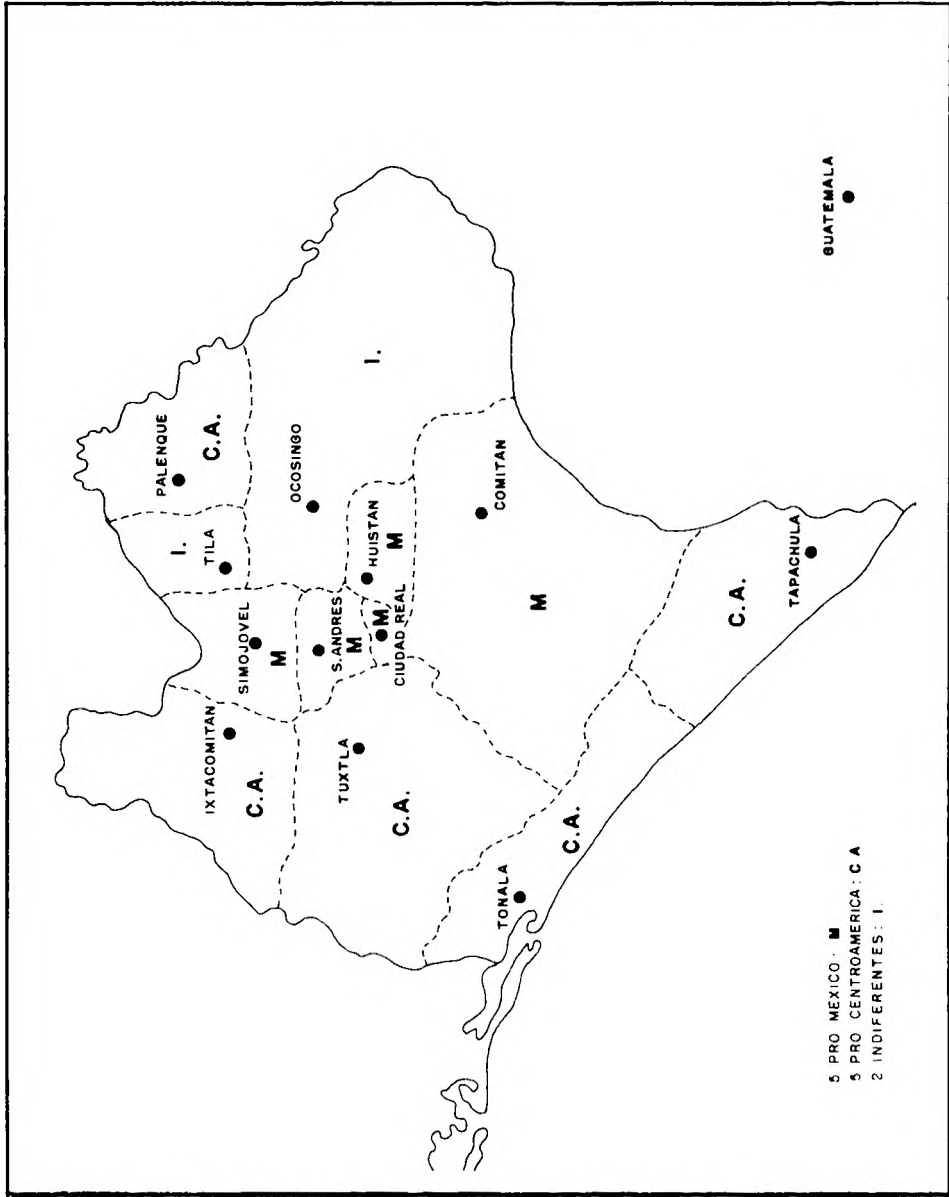 PALENQUE
C.A.
I.
TILA
OCOSINGO
I.
SIMOJOVEL
M
IXTACOMITAN
C.A.
S.ANDRES
M
HUISTAN
M
M
CIUDAD REAL
TUXTLA
C.A.
COMITAN
M
TONALA
C.A.
C.A.
TAPACHULA
GUATEMALA
5 PRO MEXICO · M
5 PRO CENTROAMERICA : C A
2 INDIFERENTES : I.